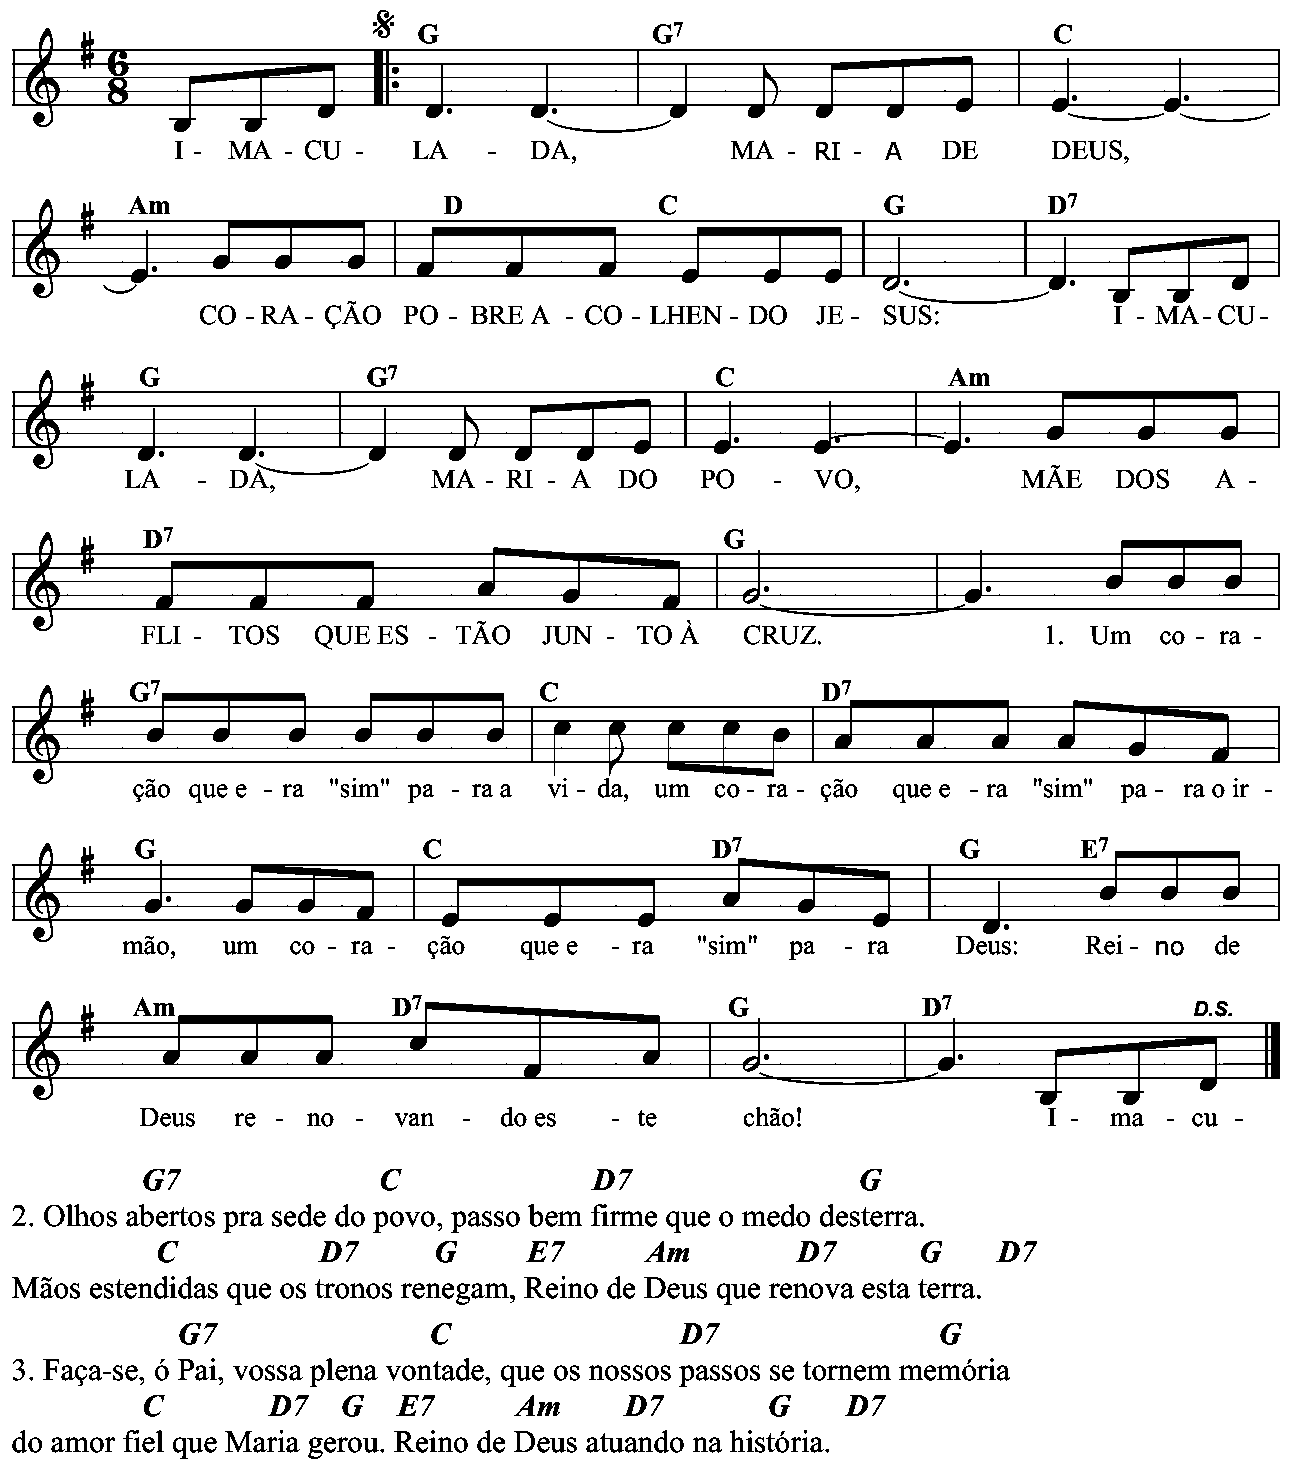 G G7 C
I- MA - CU - LA - DA, MA - RI - A DE DEUS,
Am D C G D7
CO - RA - ÇÃO PO - BRE A - CO - LHEN - DO JE - SUS: I - MA - CU -
G G7 C Am
LA - DA, MA - RI - A DO PO - VO, MÃE DOS A -
D7 G
FLI - TOS QUE ES - TÃO JUN - TO À CRUZ. 1. Um co - ra -
G7 C D7
ção que e - ra "sim" pa - ra a vi - da, um co - ra - ção que e - ra "sim" pa - ra o ir -
G C D7 G E7
mão, um co - ra - ção que e - ra "sim" pa - ra Deus: Rei - no de
Am D7 G D7 D.S.
Deus re - no - van - do es - te chão! I - ma - cu -
G7 C D7 G
2. Olhos abertos pra sede do povo, passo bem firme que o medo desterra.
C D7 G E7 Am D7 G D7
Mãos estendidas que os tronos renegam, Reino de Deus que renova esta terra.
G7 C D7 G
3. Faça-se, ó Pai, vossa plena vontade, que os nossos passos se tornem memória
C D7 G E7 Am D7 G D7
do amor fiel que Maria gerou. Reino de Deus atuando na história.